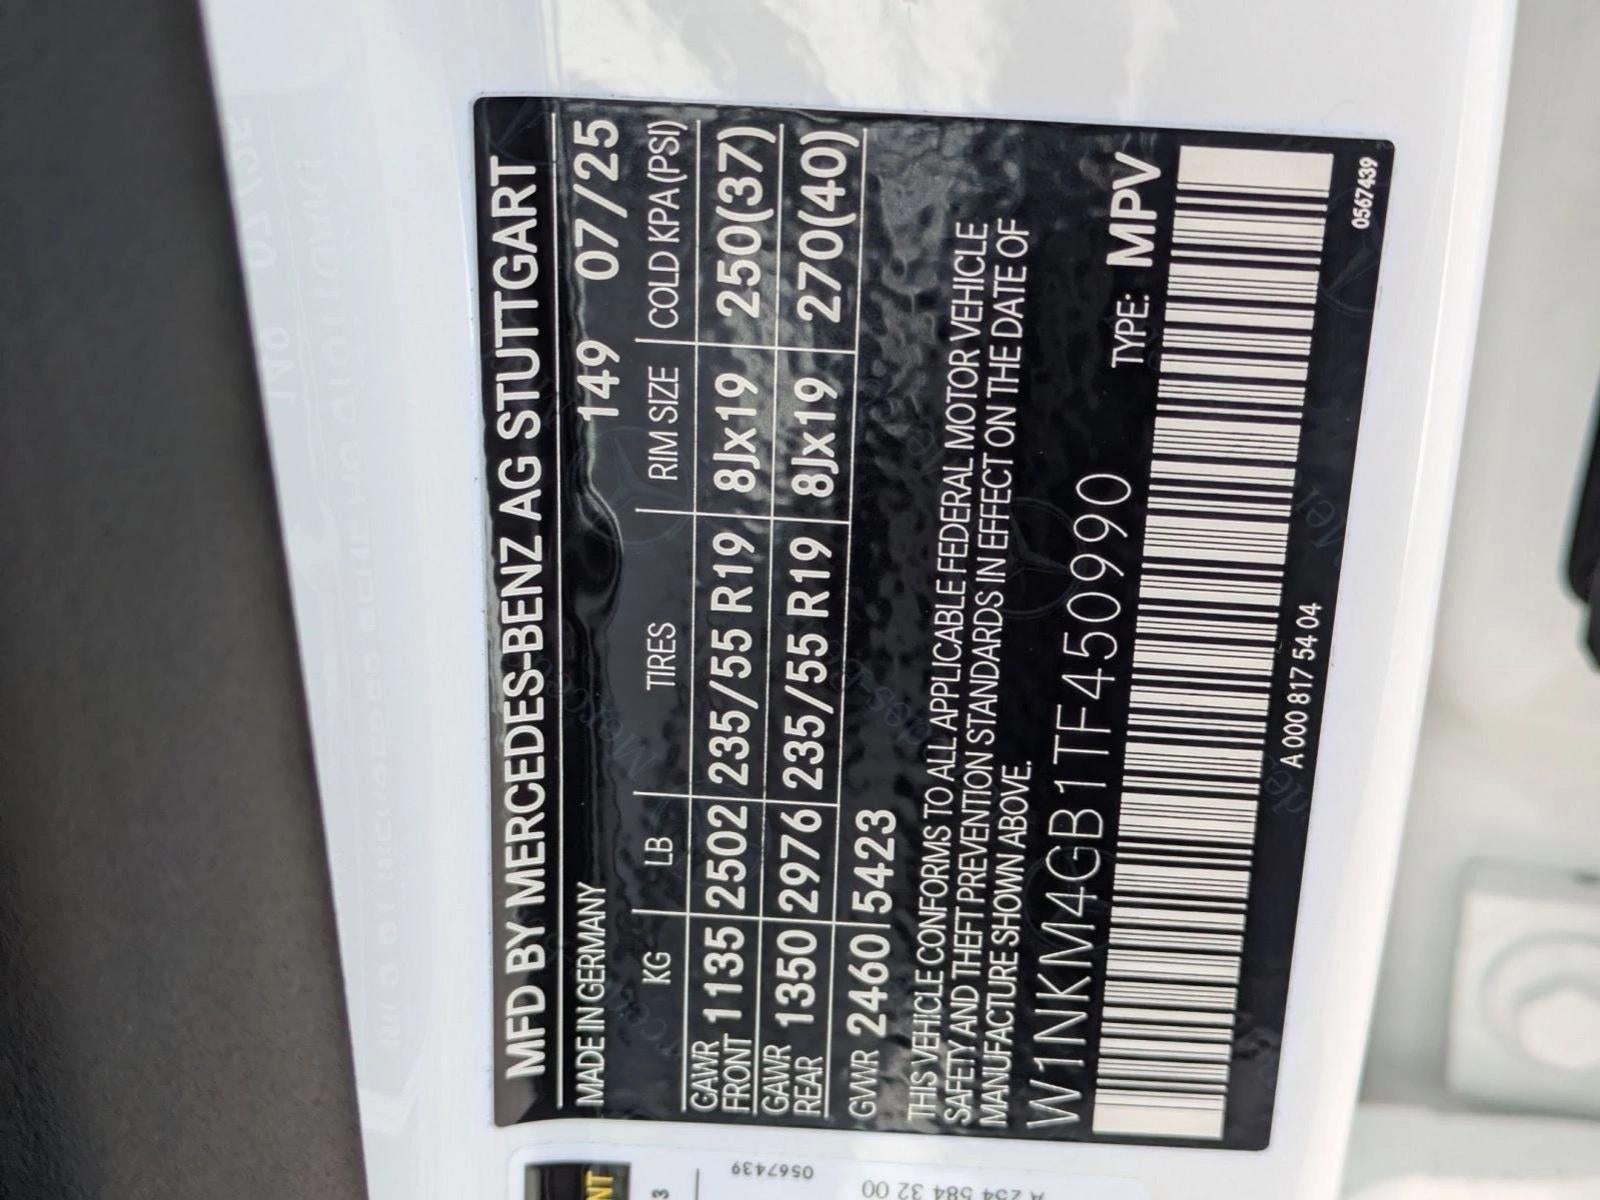 MFD BY MERCEDES-BENZ AG STUTTGART
MADE IN GERMANY 149 07/25
KG LB TIRES RIM SIZE COLD KPA (PSI)
GAWR FRONT 1135 2502 235/55 R19 8Jx19 250(37)
GAWR REAR 1350 2976 235/55 R19 8Jx19 270(40)
GVWR 2460 5423
THIS VEHICLE CONFORMS TO ALL APPLICABLE FEDERAL MOTOR VEHICLE
SAFETY AND THEFT PREVENTION STANDARDS IN EFFECT ON THE DATE OF
MANUFACTURE SHOWN ABOVE.
W1NKM4GB1TF450990 TYPE: MPV
A 000 817 54 04 0567439
0567439
A 254 584 32 00